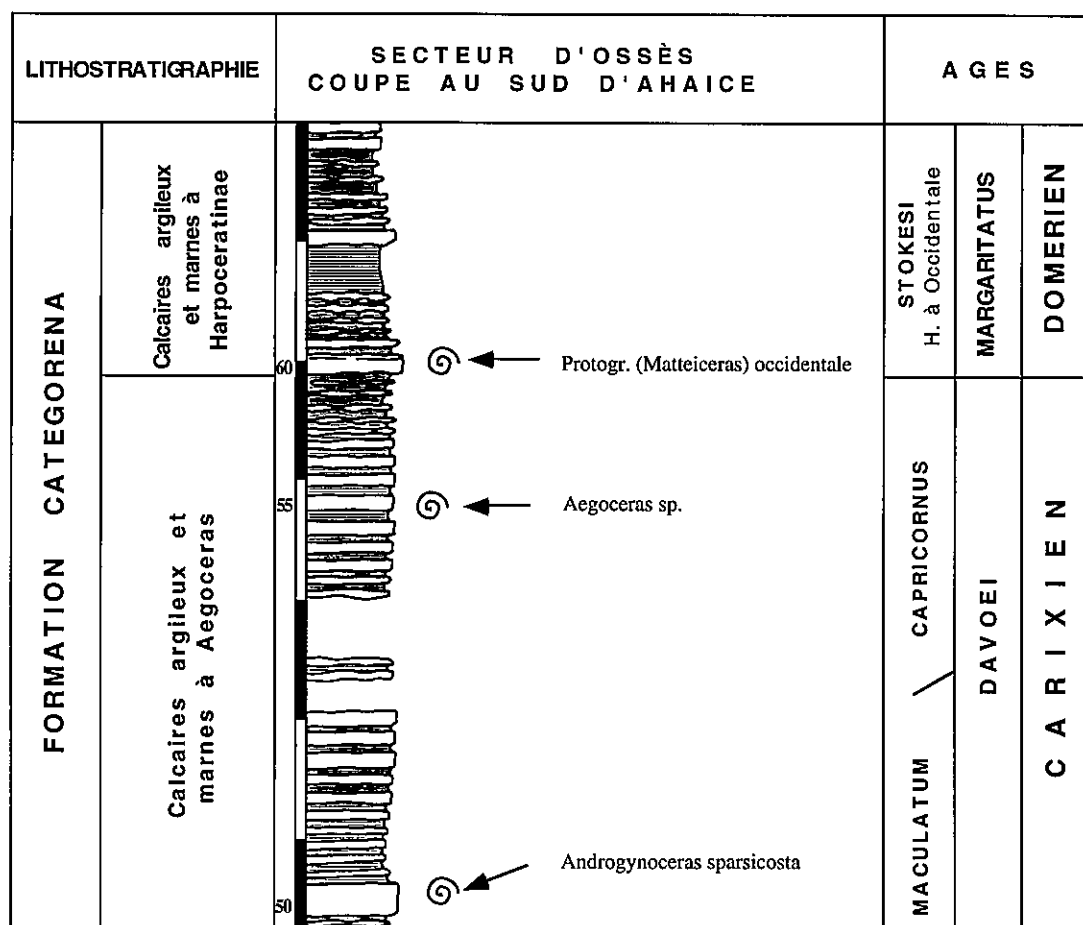 LITHOSTRATIGRAPHIE
SECTEUR D'OSSÈS
COUPE AU SUD D'AHAICE
AGES
FORMATION CATEGORENA
Calcaires argileux
et marnes à
Harpoceratinae
Calcaires argileux et
marnes à Aegoceras
60
55
50
Protogr. (Matteiceras) occidentale
Aegoceras sp.
Androgynoceras sparsicosta
STOKESI
H. à Occidentale
MARGARITATUS
DOMERIEN
CAPRICORNUS
MACULATUM
DAVOEI
CARIXIEN